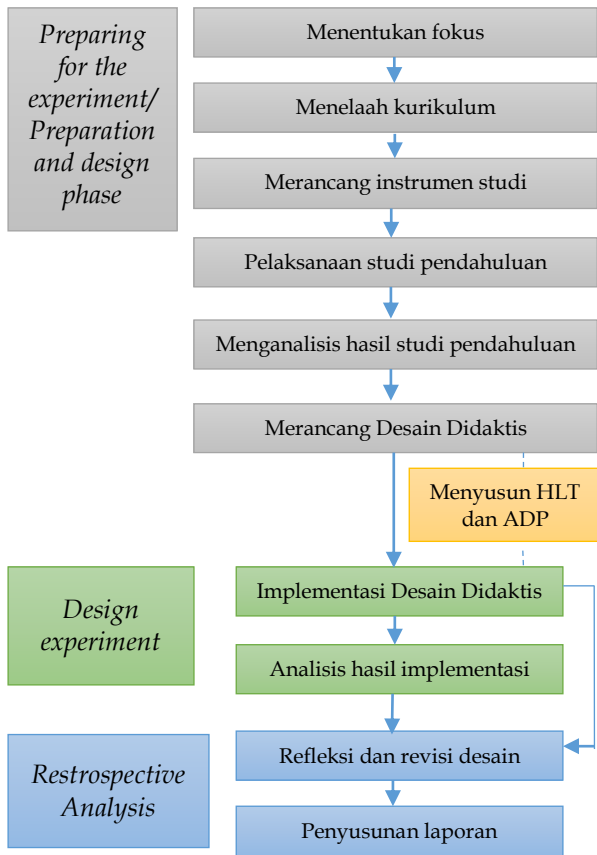 Preparing
for the
experiment/
Preparation
and design
phase
Menentukan fokus
Menelaah kurikulum
Merancang instrumen studi
Pelaksanaan studi pendahuluan
Menganalisis hasil studi pendahuluan
Merancang Desain Didaktis
Menyusun HLT
dan ADP
Design
experiment
Implementasi Desain Didaktis
Analisis hasil implementasi
Restrospective
Analysis
Refleksi dan revisi desain
Penyusunan laporan